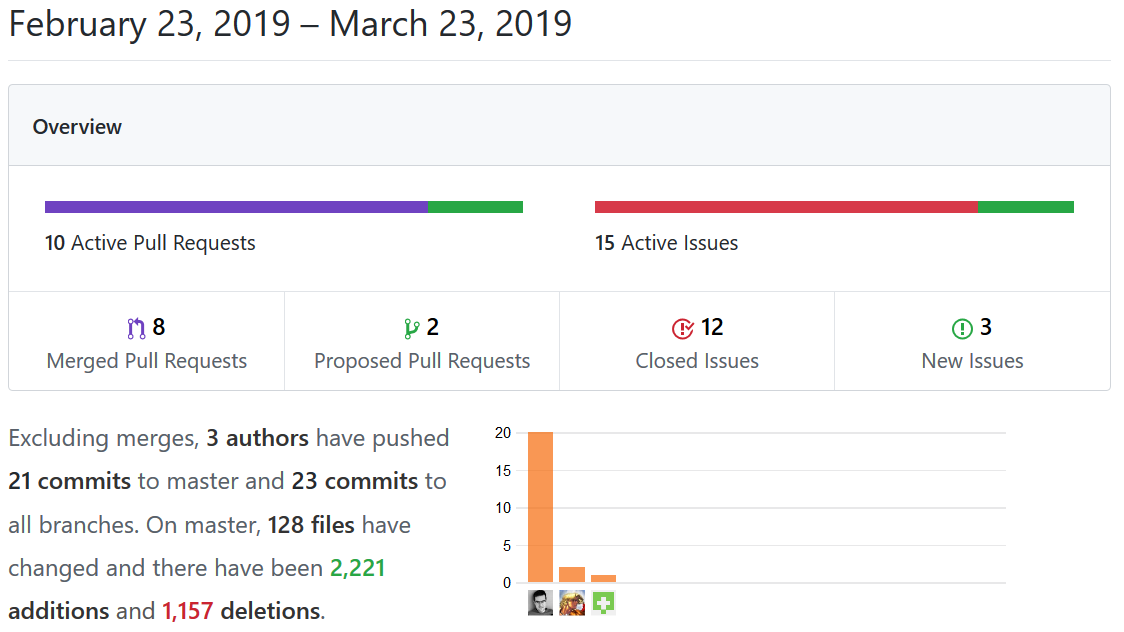 February 23, 2019 – March 23, 2019
Overview
10 Active Pull Requests
15 Active Issues
8
Merged Pull Requests
2
Proposed Pull Requests
12
Closed Issues
3
New Issues
Excluding merges, 3 authors have pushed
21 commits to master and 23 commits to
all branches. On master, 128 files have
changed and there have been 2,221
additions and 1,157 deletions.
20
15
10
5
0